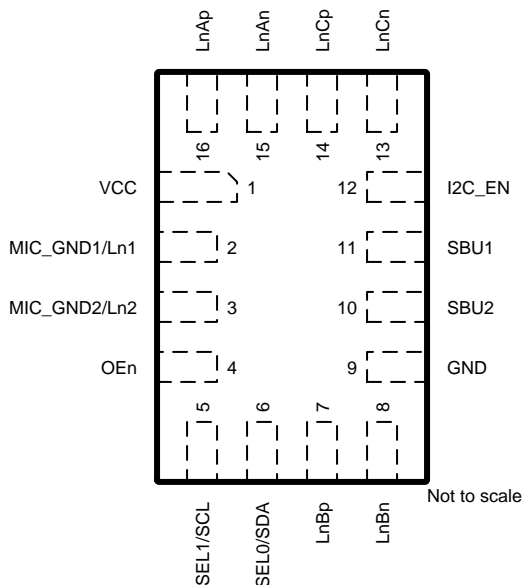 LnAp
LnAn
LnCp
LnCn
16
15
14
13
VCC
1
12
I2C_EN
MIC_GND1/Ln1
2
11
SBU1
MIC_GND2/Ln2
3
10
SBU2
OEn
4
9
GND
5
6
7
8
SEL1/SCL
SEL0/SDA
LnBp
LnBn
Not to scale